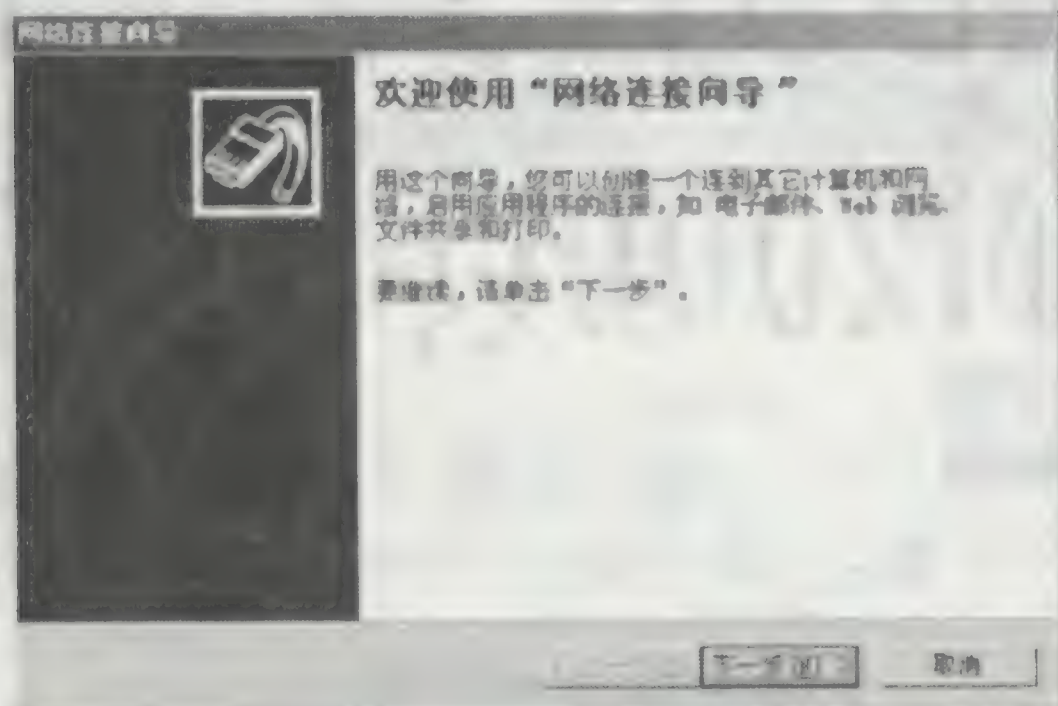 网络连接向导
欢迎使用“网络连接向导”
用这个向导，您可以创建一个连到其它计算机和网
络，启用应用程序的连接，如 电子邮件、Web 浏览、
文件共享和打印。
要继续，请单击“下一步”。
下一步(N) >
取消